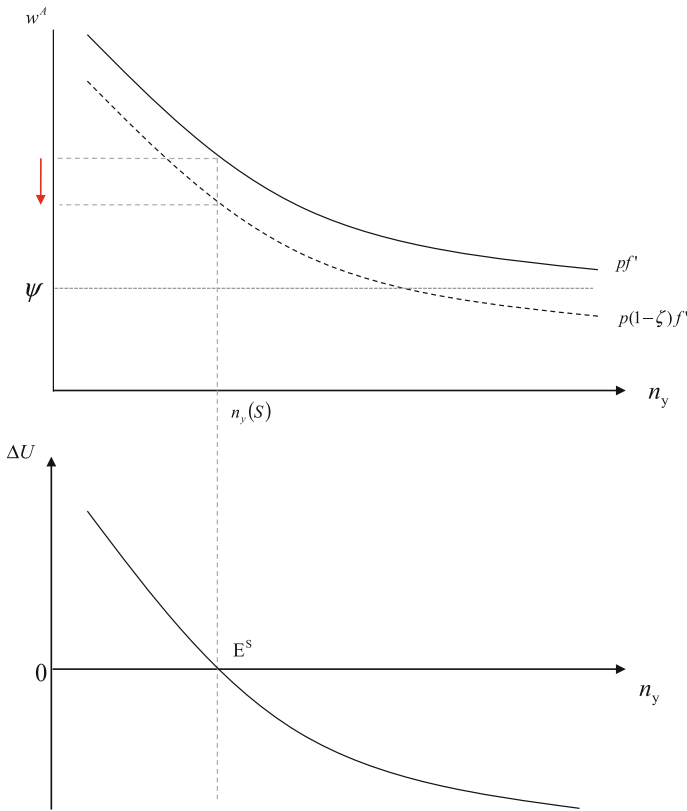 w^A
pf'
ψ
p(1−ζ)f'
n_y
n_y(S)
ΔU
E^S
0
n_y